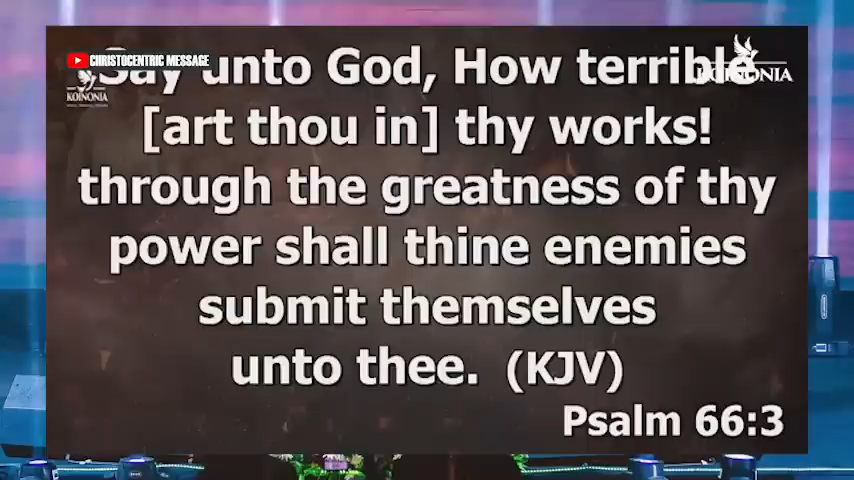 CHRISTOCENTRIC MESSAGE
KOINONIA
KOINONIA
Say unto God, How terrible
[art thou in] thy works!
through the greatness of thy
power shall thine enemies
submit themselves
unto thee. (KJV)
Psalm 66:3